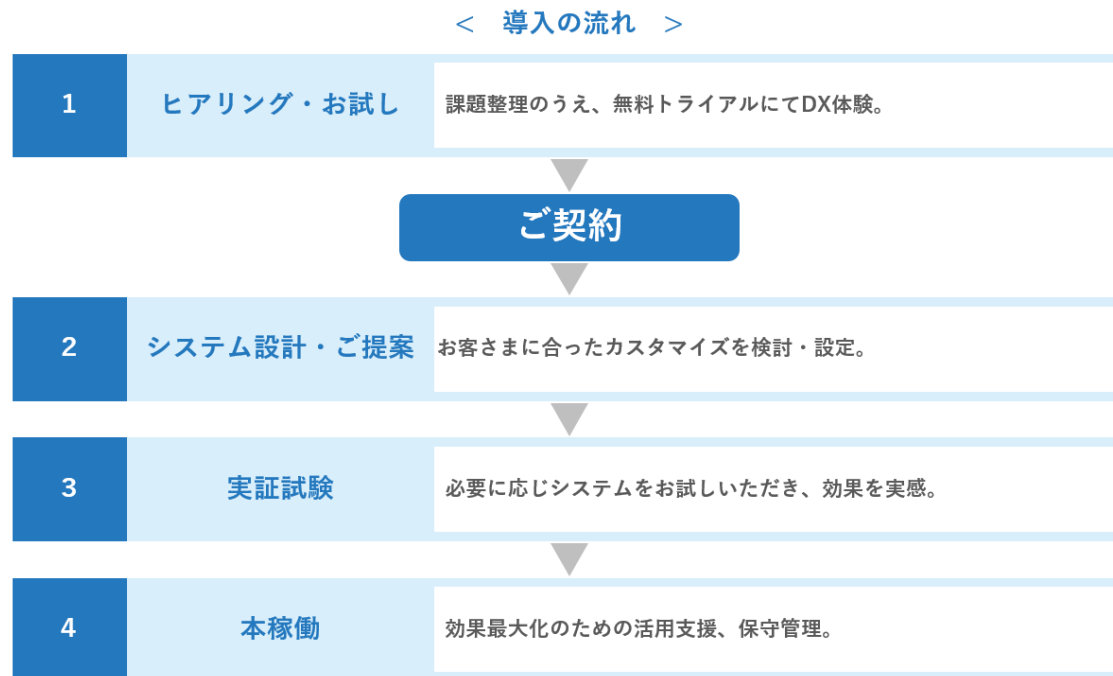 < 導入の流れ >
1 ヒアリング・お試し 課題整理のうえ、無料トライアルにてDX体験。
ご契約
2 システム設計・ご提案 お客さまに合ったカスタマイズを検討・設定。
3 実証試験 必要に応じシステムをお試しいただき、効果を実感。
4 本稼働 効果最大化のための活用支援、保守管理。